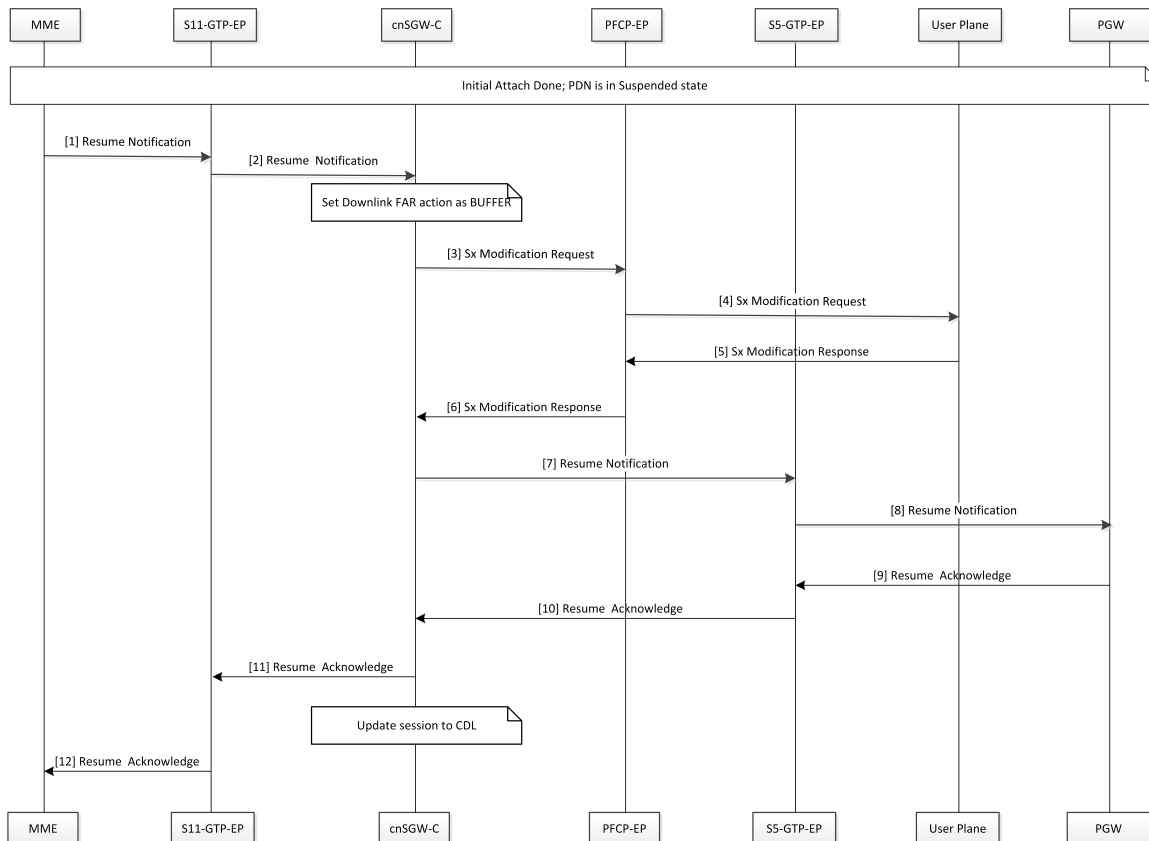 MME S11-GTP-EP cnSGW-C PFCP-EP S5-GTP-EP User Plane PGW
Initial Attach Done; PDN is in Suspended state
[1] Resume Notification
[2] Resume  Notification
Set Downlink FAR action as BUFFER
[3] Sx Modification Request
[4] Sx Modification Request
[5] Sx Modification Response
[6] Sx Modification Response
[7] Resume Notification
[8] Resume Notification
[9] Resume  Acknowledge
[10] Resume  Acknowledge
[11] Resume  Acknowledge
Update session to CDL
[12] Resume  Acknowledge
MME S11-GTP-EP cnSGW-C PFCP-EP S5-GTP-EP User Plane PGW